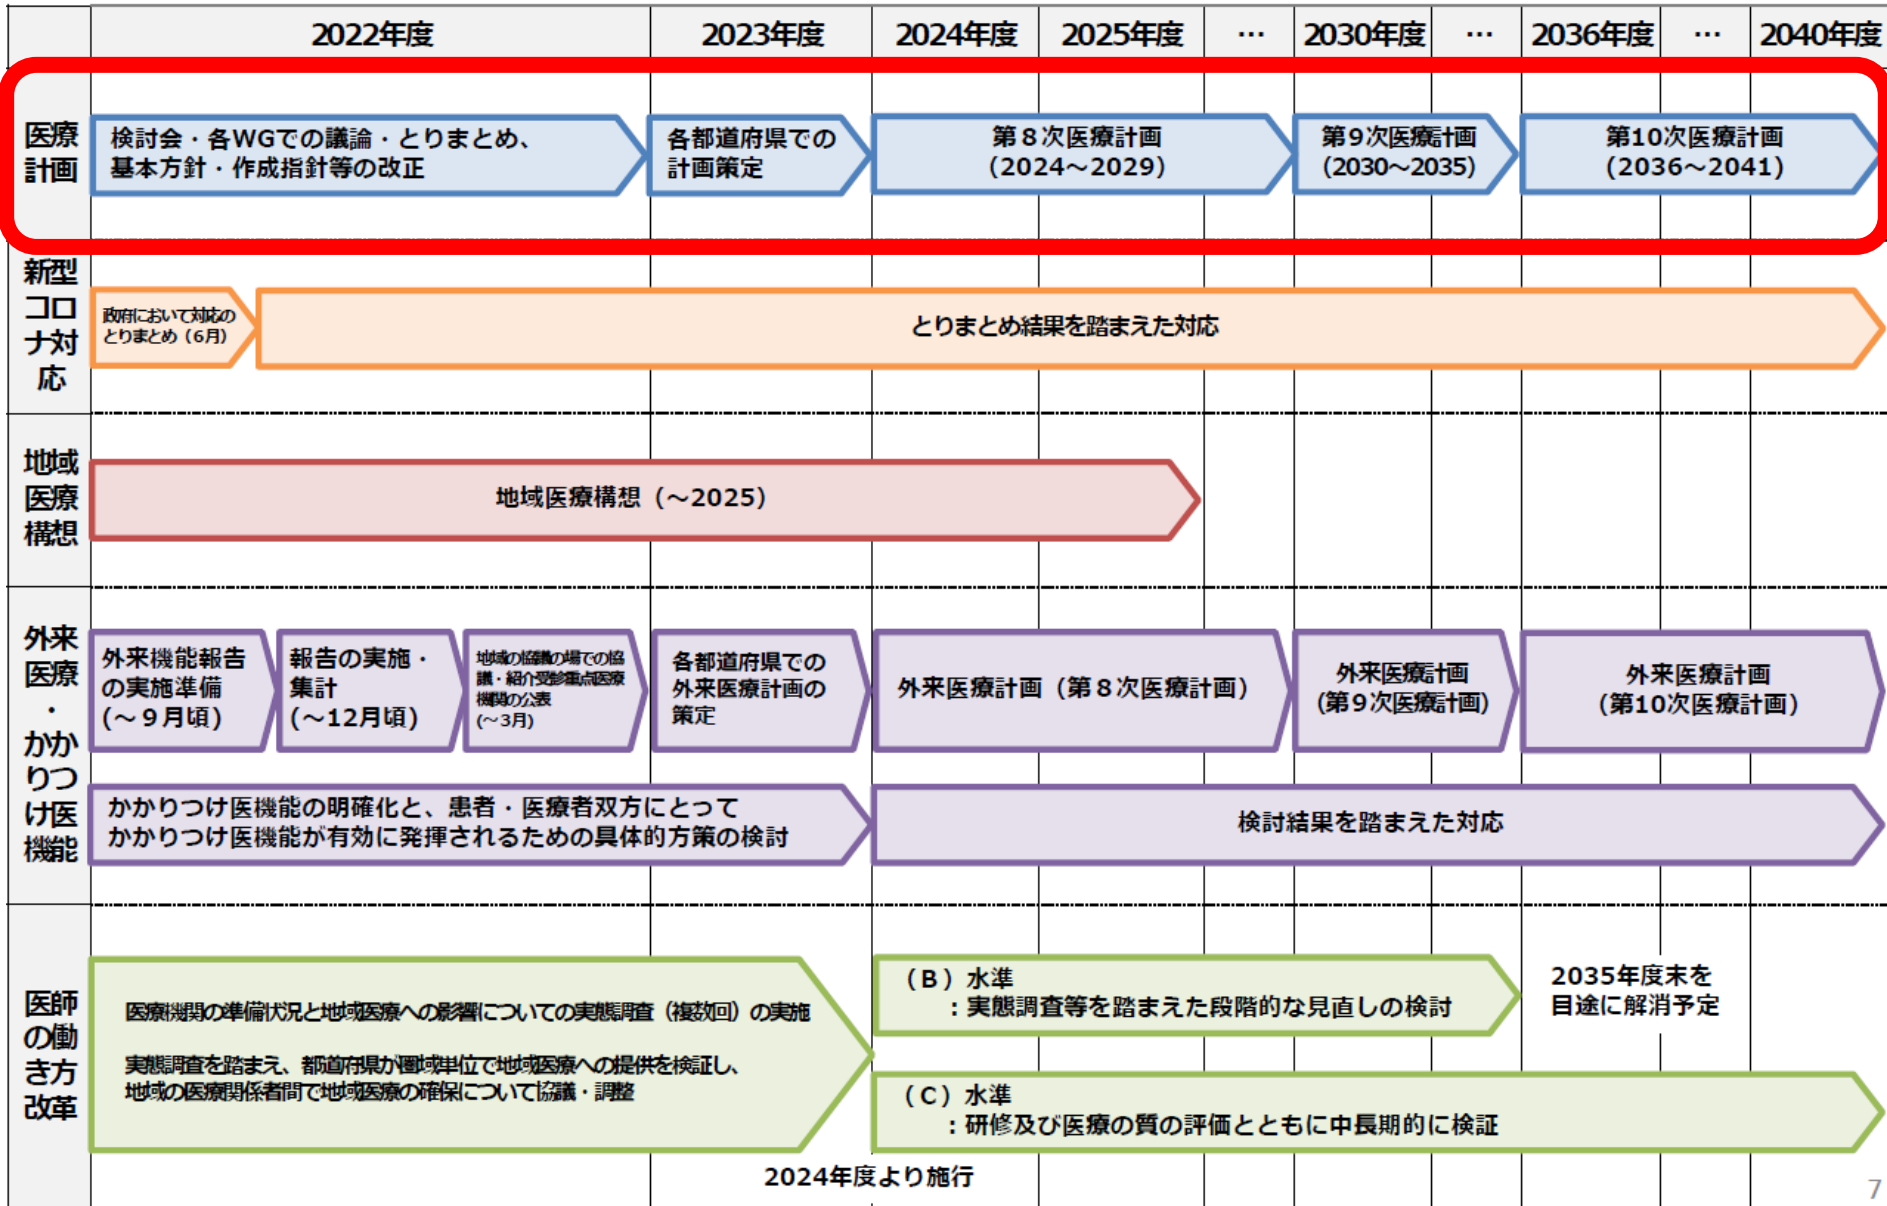 2022年度 2023年度 2024年度 2025年度 … 2030年度 … 2036年度 … 2040年度
医療
計画
検討会・各WGでの議論・とりまとめ、
基本方針・作成指針等の改正
各都道府県での
計画策定
第８次医療計画
（2024～2029）
第９次医療計画
（2030～2035）
第10次医療計画
（2036～2041）
新型
コロ
ナ対
応
政府において対応の
とりまとめ（６月）
とりまとめ結果を踏まえた対応
地域
医療
構想
地域医療構想（～2025）
外来
医療
・
かか
りつ
け医
機能
外来機能報告
の実施準備
(～９月頃)
報告の実施・
集計
(～12月頃)
地域の協議の場での協
議・紹介受診重点医療
機関の公表
(～３月)
各都道府県での
外来医療計画の
策定
外来医療計画（第８次医療計画）
外来医療計画
(第９次医療計画)
外来医療計画
(第10次医療計画)
かかりつけ医機能の明確化と、患者・医療者双方にとって
かかりつけ医機能が有効に発揮されるための具体的方策の検討
検討結果を踏まえた対応
医師
の働
き方
改革
医療機関の準備状況と地域医療への影響についての実態調査（複数回）の実施
実態調査を踏まえ、都道府県が圏域単位で地域医療への提供を検証し、
地域の医療関係者間で地域医療の確保について協議・調整
（Ｂ）水準
：実態調査等を踏まえた段階的な見直しの検討
2035年度末を
目途に解消予定
（Ｃ）水準
：研修及び医療の質の評価とともに中長期的に検証
2024年度より施行
7